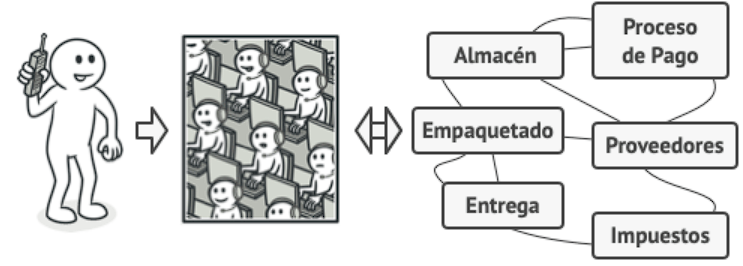 Proceso
de Pago
Almacén
Empaquetado
Proveedores
Entrega
Impuestos